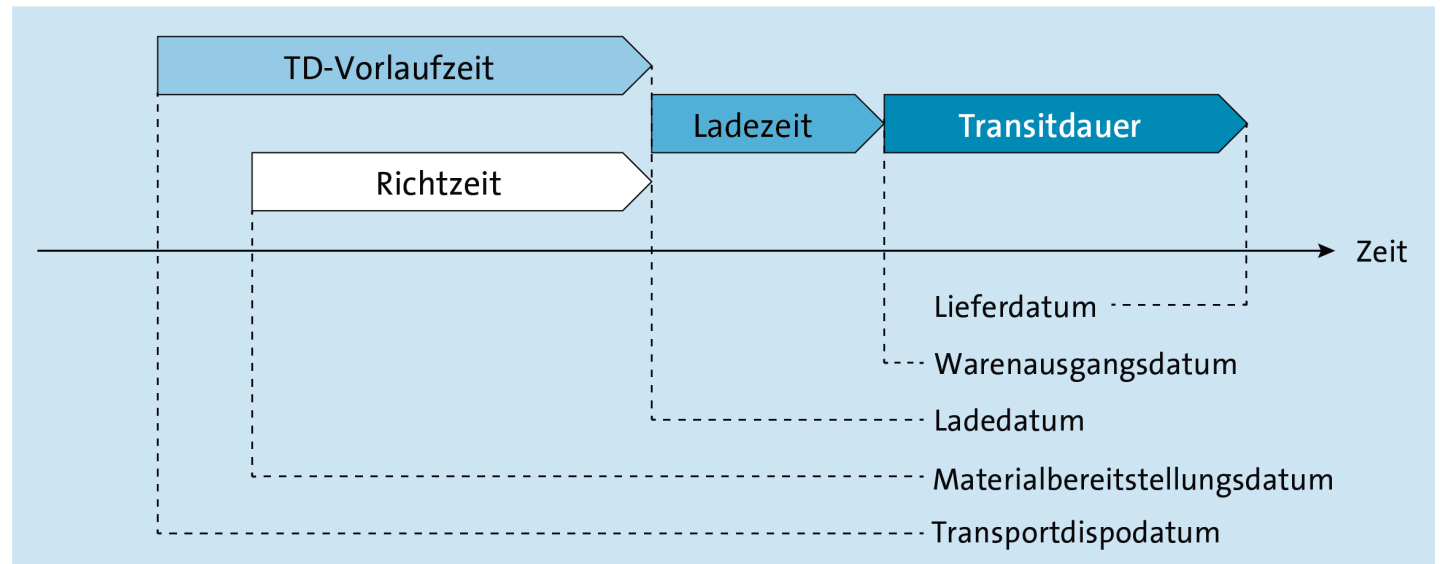 TD-Vorlaufzeit
Ladezeit
Transitdauer
Richtzeit
Zeit
Lieferdatum
Warenausgangsdatum
Ladedatum
Materialbereitstellungsdatum
Transportdispodatum